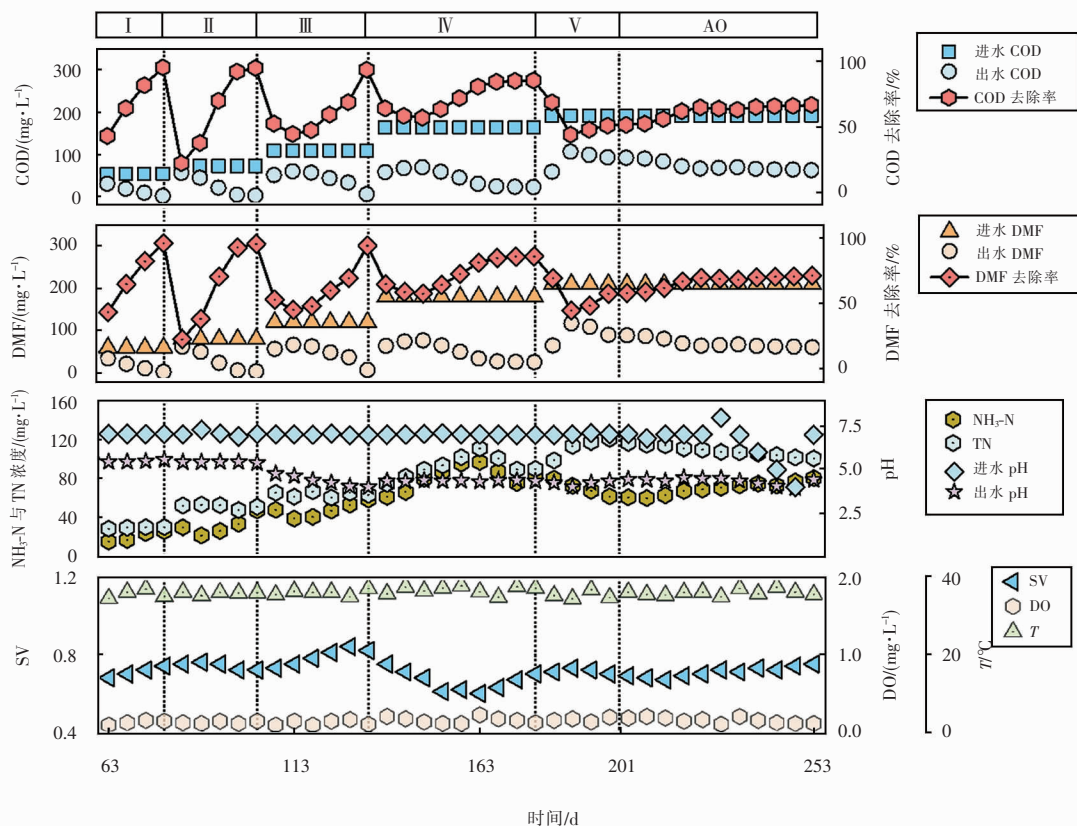 Ⅰ Ⅱ Ⅲ Ⅳ Ⅴ AO
COD/(mg·L⁻¹)
300
200
100
0
100
50
0
COD 去除率/%
进水 COD
出水 COD
COD 去除率
DMF/(mg·L⁻¹)
300
200
100
0
100
50
0
DMF 去除率/%
进水 DMF
出水 DMF
DMF 去除率
NH₃-N 与 TN 浓度/(mg·L⁻¹)
160
120
80
40
0
7.5
5.0
2.5
pH
NH₃-N
TN
进水 pH
出水 pH
SV
1.2
0.8
0.4
2.0
1.0
0.0
DO/(mg·L⁻¹)
40
20
0
T/℃
SV
DO
T
63 113 163 201 253
时间/d